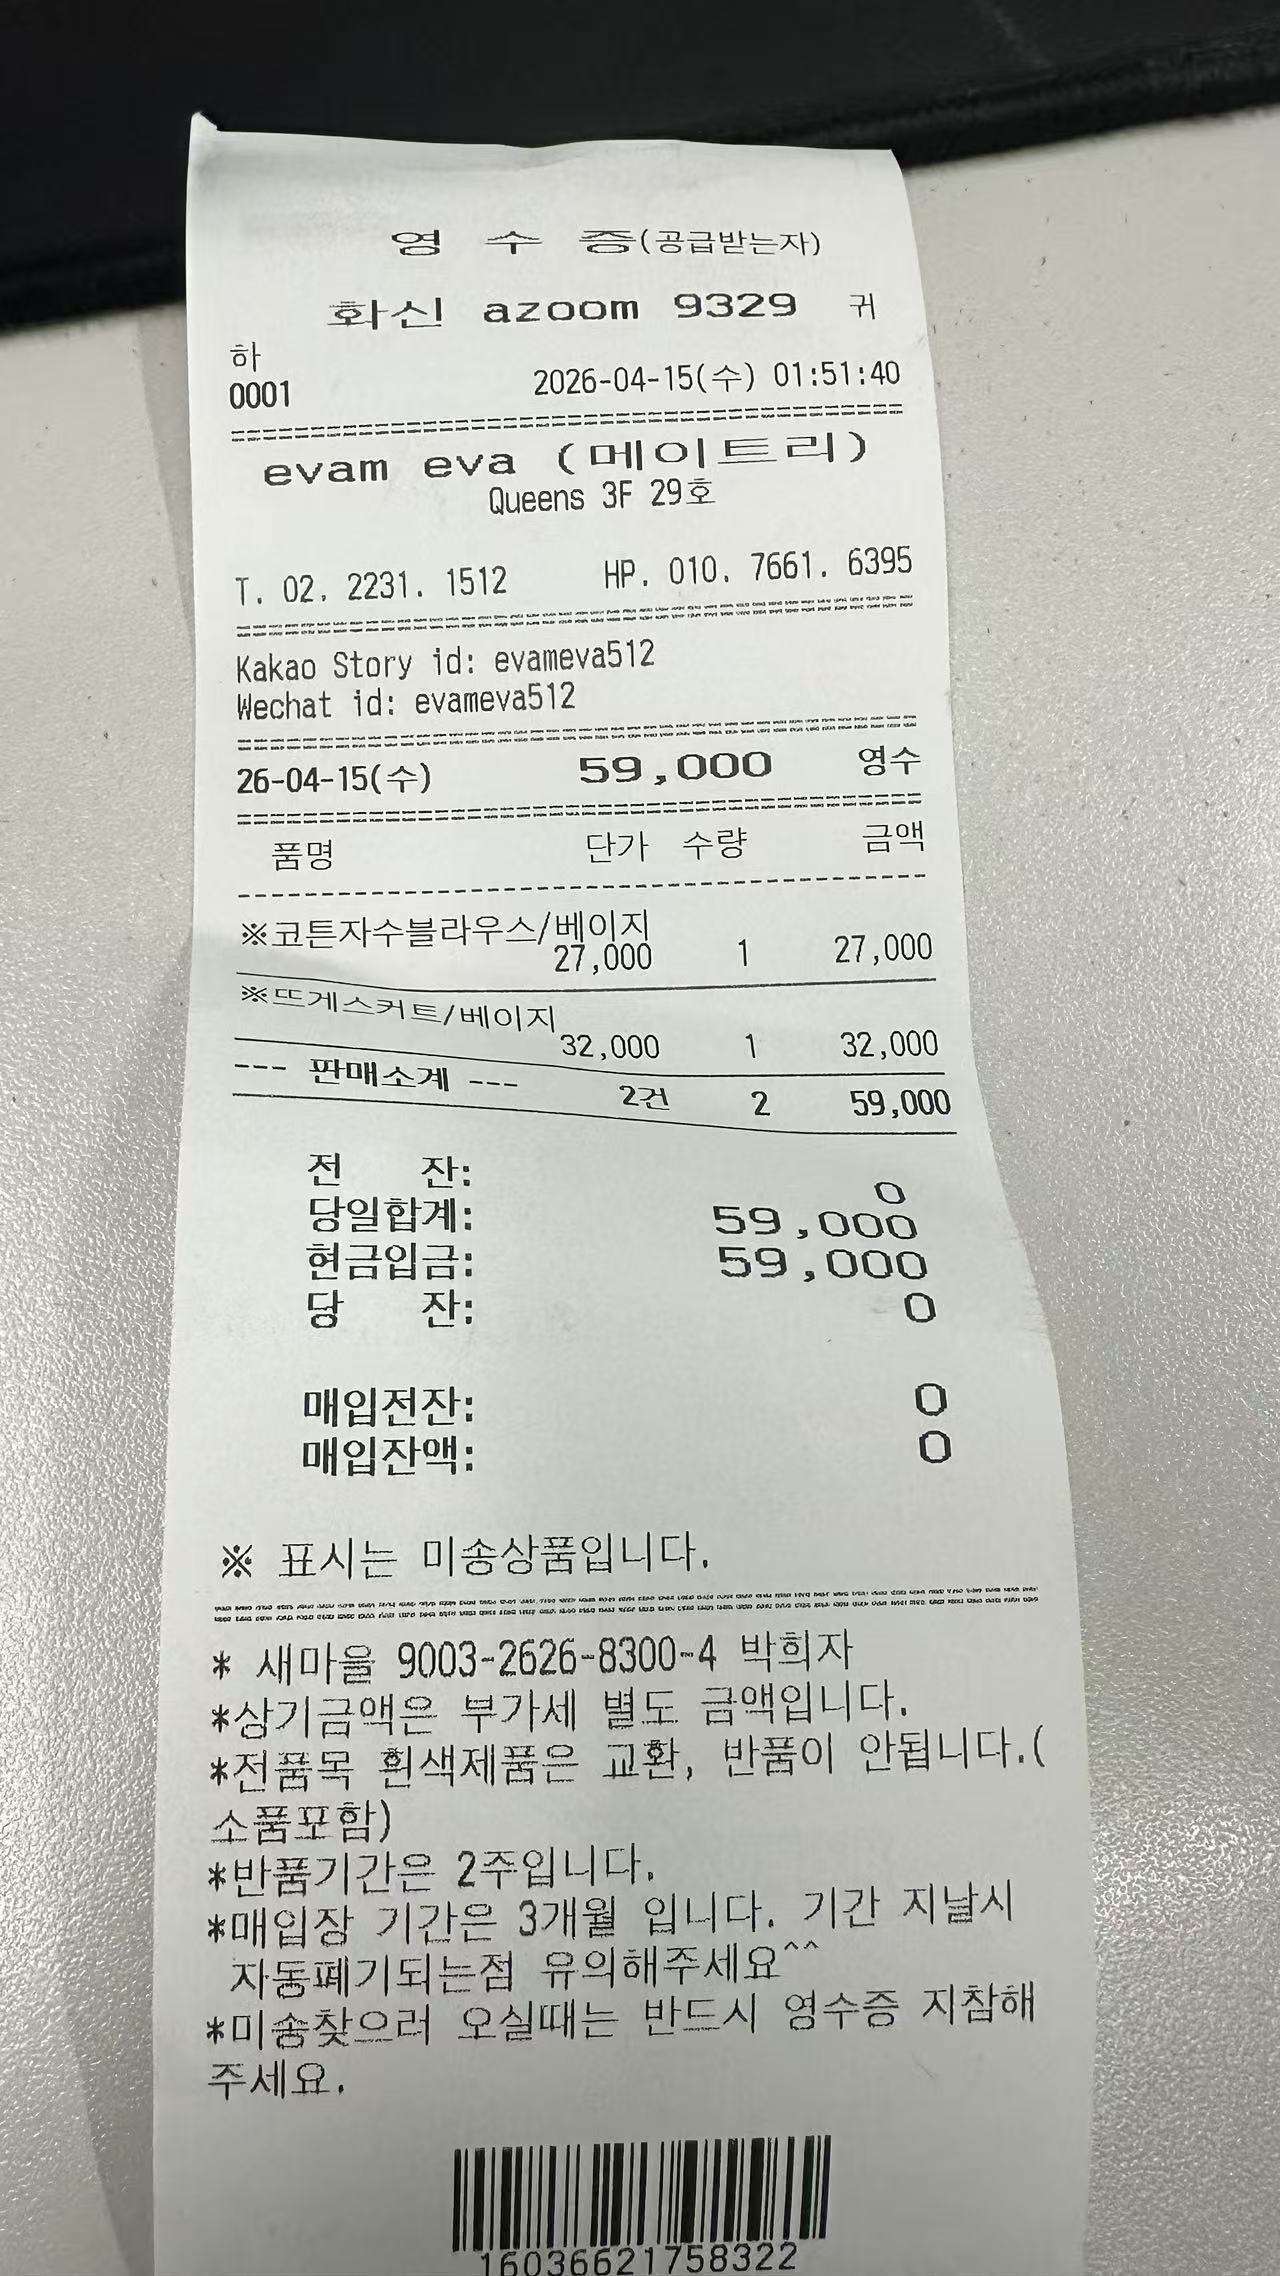 영 수 증(공급받는자)
화신 azoom 9329 귀
하
0001 2026-04-15(수) 01:51:40
evam eva (메이트리)
Queens 3F 29호
T. 02. 2231. 1512 HP. 010. 7661. 6395
Kakao Story id: evameva512
Wechat id: evameva512
26-04-15(수) 59,000 영수
품명 단가 수량 금액
※코튼자수블라우스/베이지
27,000 1 27,000
※뜨게스커트/베이지
32,000 1 32,000
--- 판매소계 --- 2건 2 59,000
전 잔: 0
당일합계: 59,000
현금입금: 59,000
당 잔: 0
매입전잔: 0
매입잔액: 0
※ 표시는 미송상품입니다.
* 새마을 9003-2626-8300-4 박희자
*상기금액은 부가세 별도 금액입니다.
*전품목 흰색제품은 교환, 반품이 안됩니다.(
소품포함)
*반품기간은 2주입니다.
*매입장 기간은 3개월 입니다. 기간 지날시
자동폐기되는점 유의해주세요^^
*미송찾으러 오실때는 반드시 영수증 지참해
주세요.
16036621758322